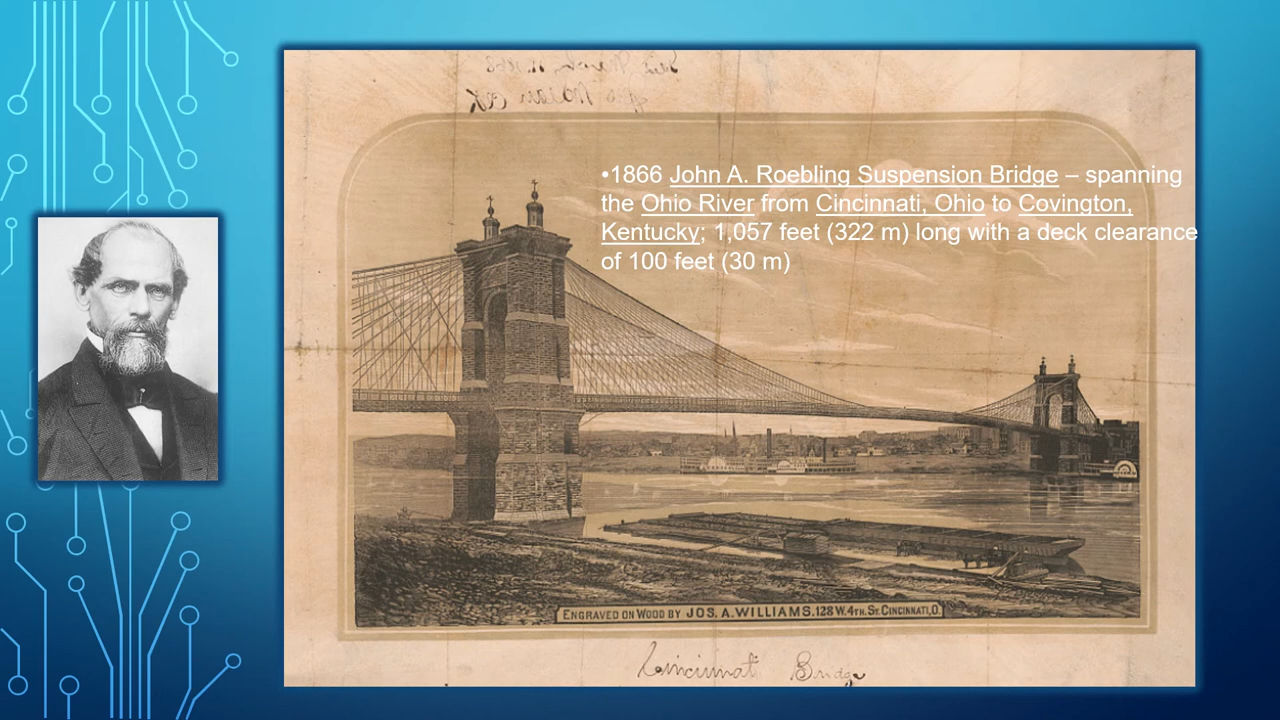 •1866 John A. Roebling Suspension Bridge – spanning
the Ohio River from Cincinnati, Ohio to Covington,
Kentucky; 1,057 feet (322 m) long with a deck clearance
of 100 feet (30 m)
ENGRAVED ON WOOD BY JOS. A. WILLIAMS. 128 W. 4TH. ST. CINCINNATI, O.
Cincinnati Bridge